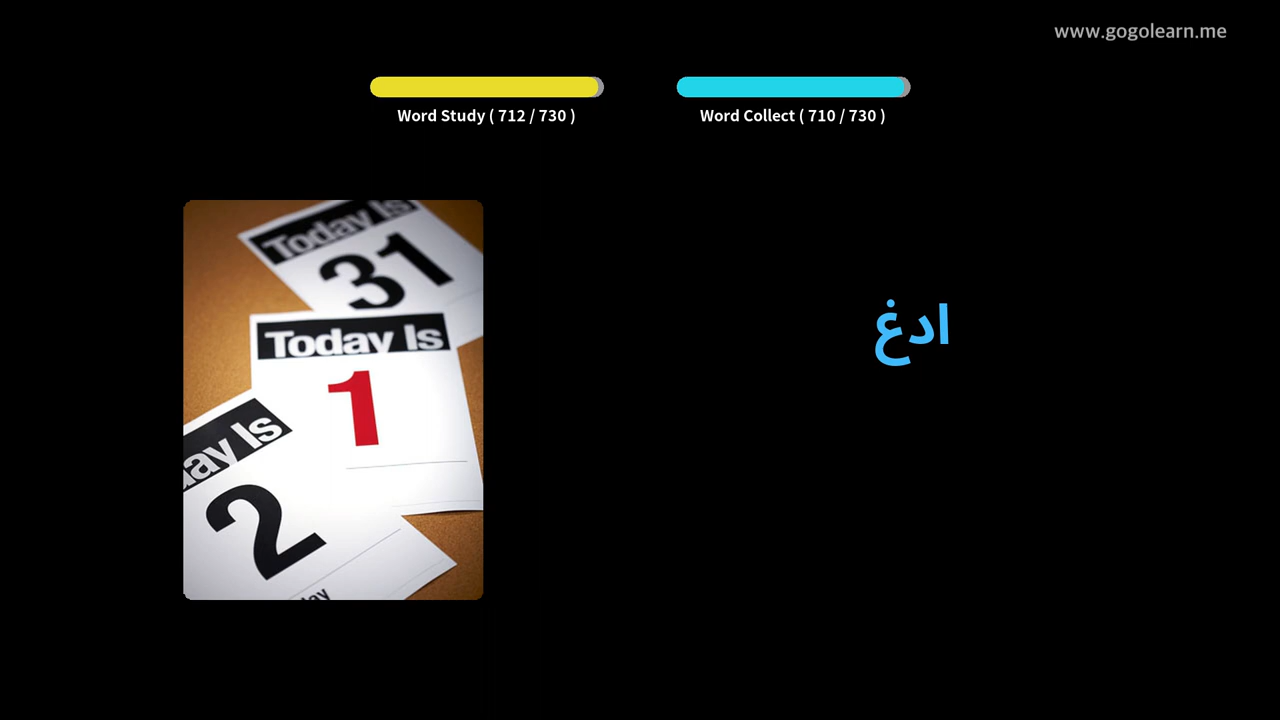 www.gogolearn.me
Word Study ( 712 / 730 )
Word Collect ( 710 / 730 )
Today Is
31
ادغ
Today Is
1
ay Is
2